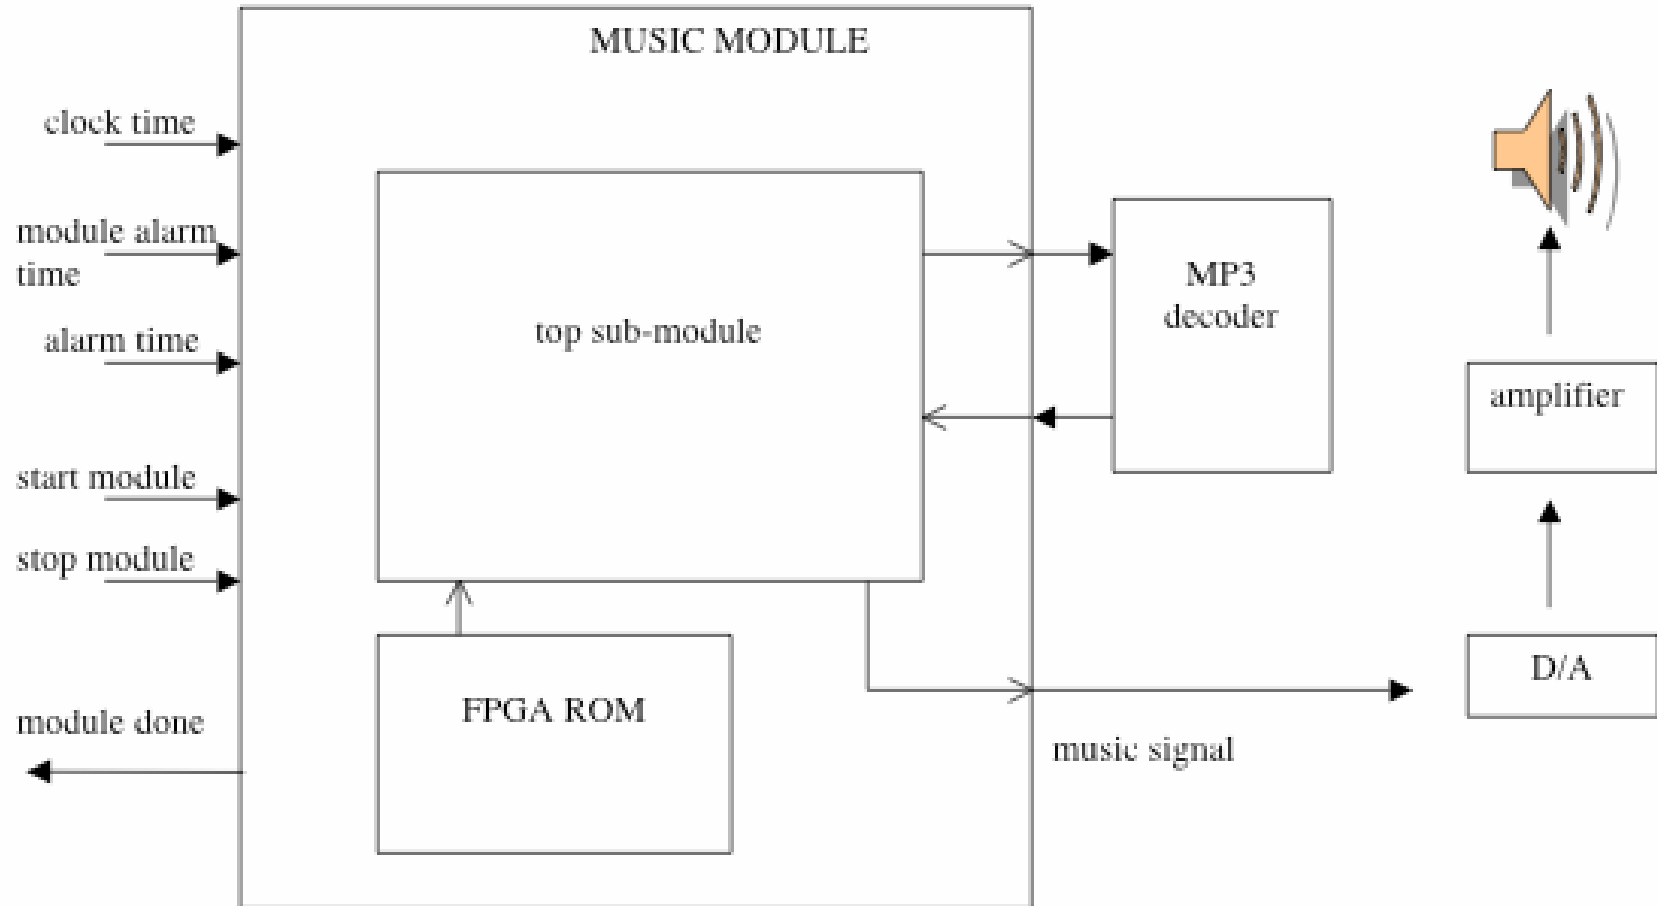 MUSIC MODULE
clock time
module alarm
time
alarm time
start module
stop module
module done
top sub-module
FPGA ROM
MP3
decoder
music signal
amplifier
D/A